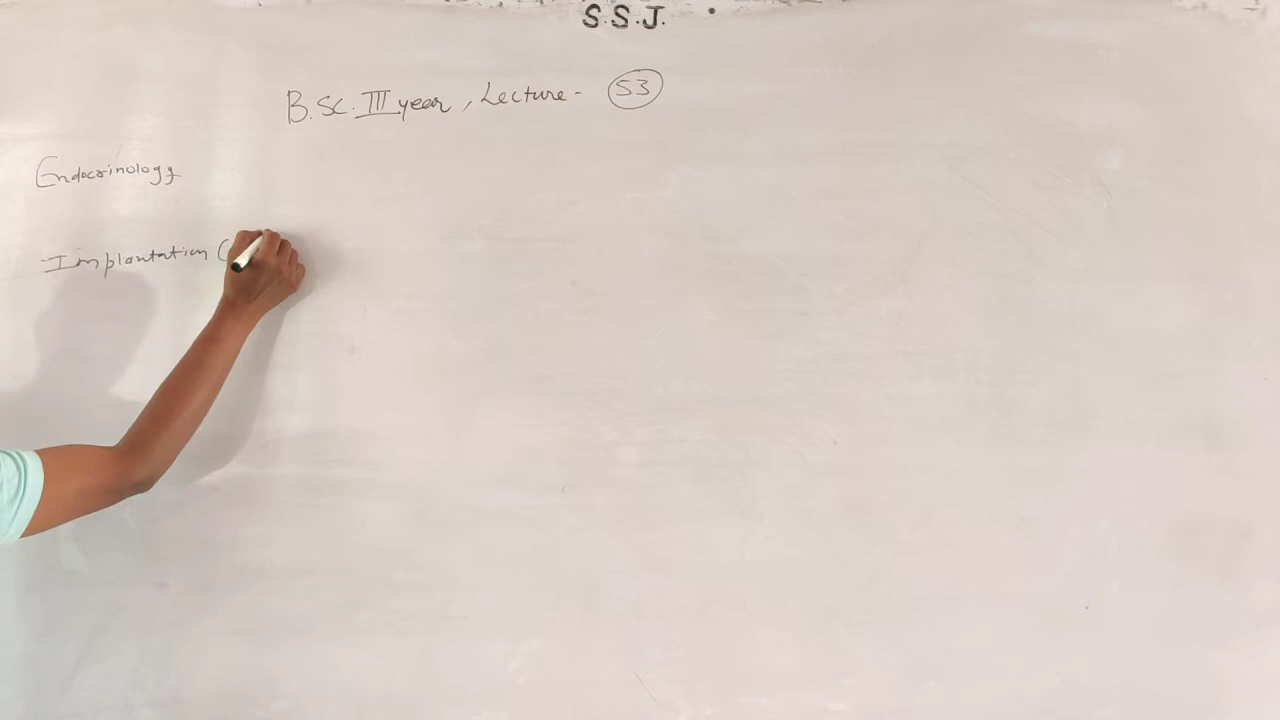 S.S.J.
B.Sc. III year, Lecture - 53
Endocrinology
Implantation (